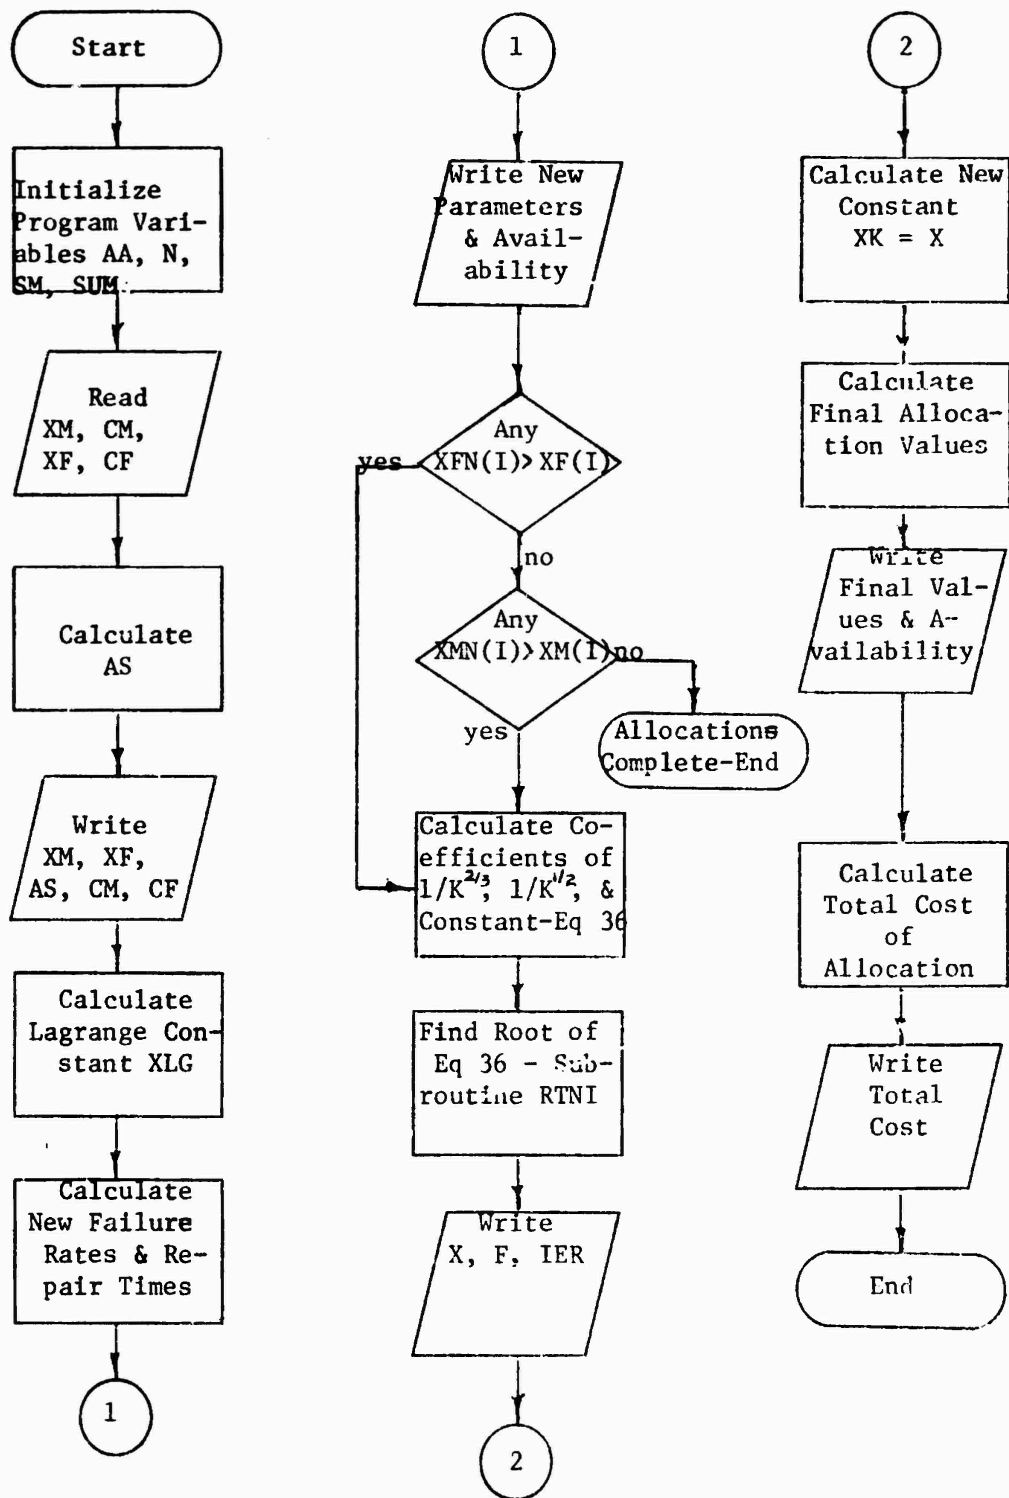 Start
Initialize
Program Vari-
ables AA, N,
SM, SUM
Read
XM, CM,
XF, CF
Calculate
AS
Write
XM, XF,
AS, CM, CF
Calculate
Lagrange Con-
stant XLG
Calculate
New Failure
Rates & Re-
pair Times
1
1
Write New
Parameters
& Avail-
ability
Any
XFN(I)>XF(I)
yes
no
Any
XMN(I)>XM(I)
no
yes
Allocations
Complete-End
Calculate Co-
efficients of
1/K^2/3, 1/K^1/2, &
Constant-Eq 36
Find Root of
Eq 36 - Sub-
routine RTNI
Write
X, F, IER
2
2
Calculate New
Constant
XK = X
Calculate
Final Alloca-
tion Values
Write
Final Val-
ues & A-
vailability
Calculate
Total Cost
of
Allocation
Write
Total
Cost
End